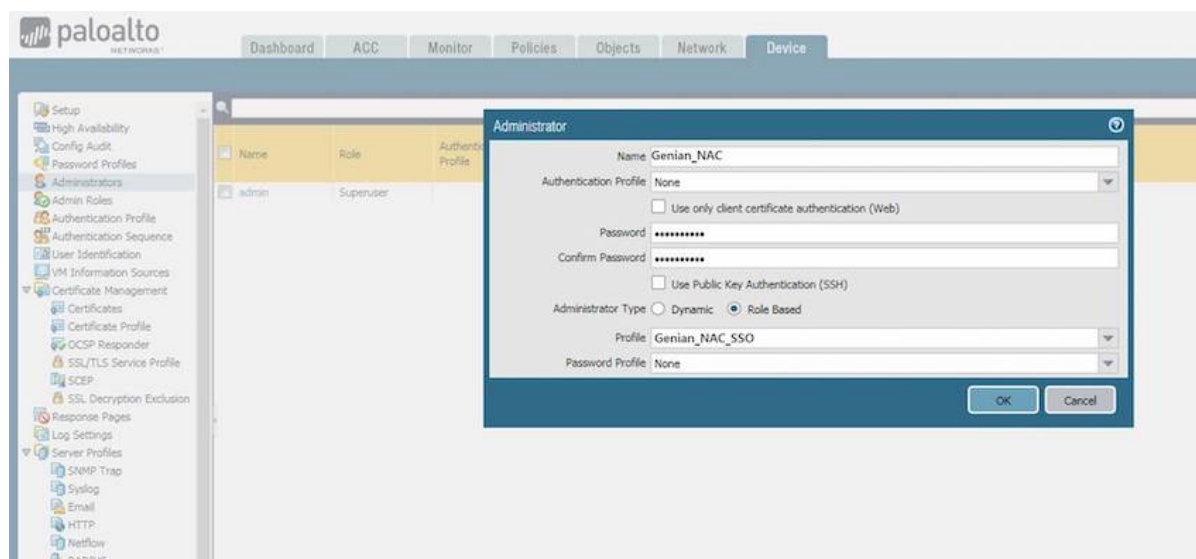 paloalto
NETWORKS
Dashboard ACC Monitor Policies Objects Network Device
Setup
High Availability
Config Audit
Password Profiles
Administrators
Admin Roles
Authentication Profile
Authentication Sequence
User Identification
VM Information Sources
Certificate Management
Certificates
Certificate Profile
OCSP Responder
SSL/TLS Service Profile
SCEP
SSL Decryption Exclusion
Response Pages
Log Settings
Server Profiles
SNMP Trap
Syslog
Email
HTTP
Netflow
Name Role Profile
admin Superuser
Administrator
Name Genian_NAC
Authentication Profile None
Use only client certificate authentication (Web)
Password ••••••••••
Confirm Password ••••••••••
Use Public Key Authentication (SSH)
Administrator Type Dynamic Role Based
Profile Genian_NAC_SSO
Password Profile None
OK Cancel